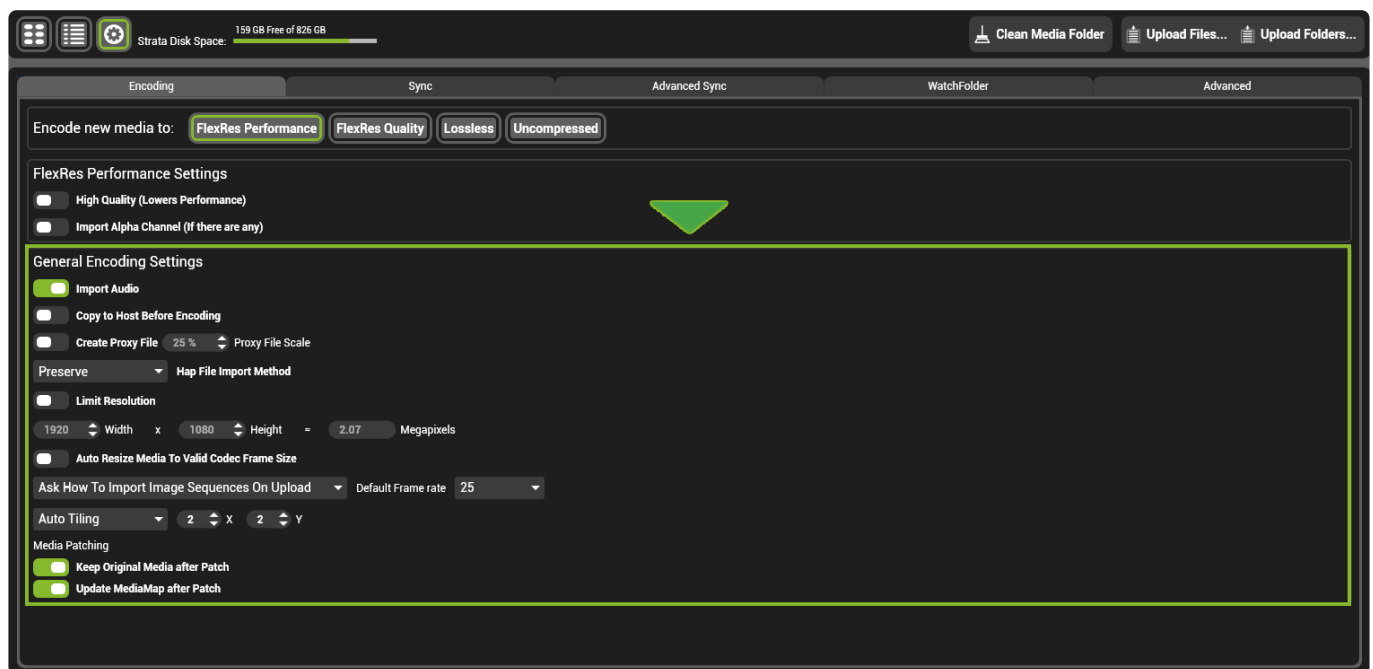 Strata Disk Space: 159 GB Free of 826 GB
Clean Media Folder Upload Files... Upload Folders...
Encoding Sync Advanced Sync WatchFolder Advanced
Encode new media to: FlexRes Performance FlexRes Quality Lossless Uncompressed
FlexRes Performance Settings
High Quality (Lowers Performance)
Import Alpha Channel (If there are any)
General Encoding Settings
Import Audio
Copy to Host Before Encoding
Create Proxy File 25 % Proxy File Scale
Preserve Hap File Import Method
Limit Resolution
1920 Width x 1080 Height = 2.07 Megapixels
Auto Resize Media To Valid Codec Frame Size
Ask How To Import Image Sequences On Upload Default Frame rate 25
Auto Tiling 2 X 2 Y
Media Patching
Keep Original Media after Patch
Update MediaMap after Patch